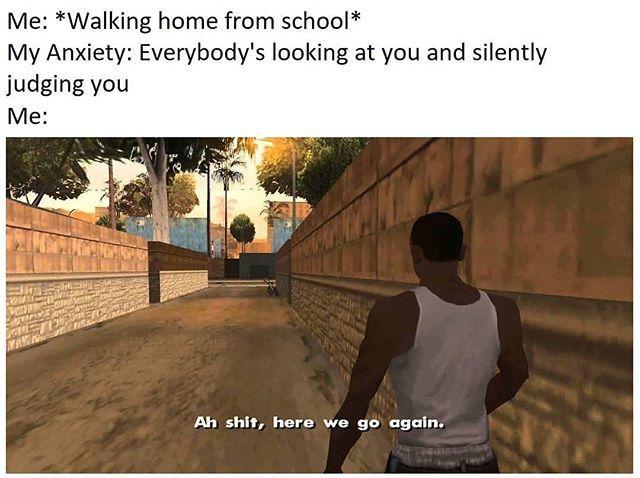 Me: *Walking home from school*
My Anxiety: Everybody's looking at you and silently
judging you
Me:
Ah shit, here we go again.